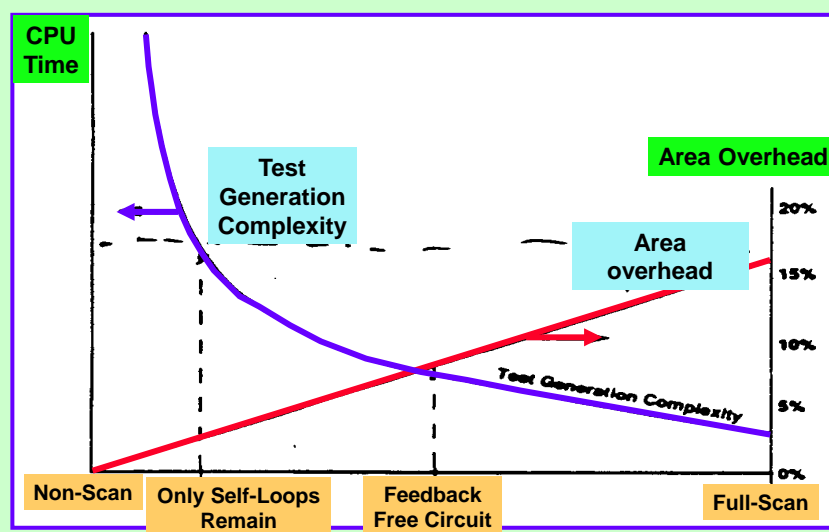 CPU
Time
Test
Generation
Complexity
Area Overhead
20%
Area
overhead
15%
10%
Test Generation Complexity
5%
0%
Non-Scan
Only Self-Loops
Remain
Feedback
Free Circuit
Full-Scan